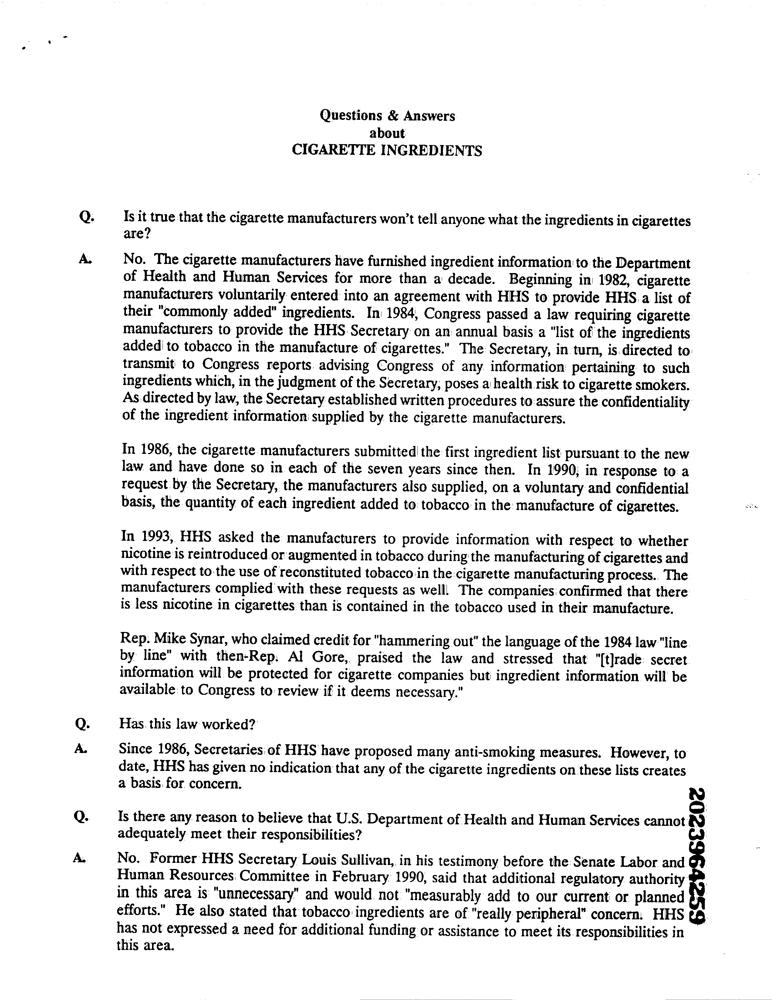 Questions & Answers
about
CIGARETTE INGREDIENTS
Q. Is it true that the cigarette manufacturers won't tell anyone what the ingredients in cigarettes
are?
A. No. The cigarette manufacturers have furnished ingredient information to the Department
of Health and Human Services for more than a decade. Beginning in 1982, cigarette
manufacturers voluntarily entered into an agreement with HHS to provide HHS a list of
their "commonly added" ingredients. In 1984, Congress passed a law requiring cigarette
manufacturers to provide the HHS Secretary on an annual basis a "list of the ingredients
added to tobacco in the manufacture of cigarettes." The Secretary, in turn, is directed to
transmit to Congress reports advising Congress of any information pertaining to such
ingredients which, in the judgment of the Secretary, poses a health risk to cigarette smokers.
As directed by law, the Secretary established written procedures to assure the confidentiality
of the ingredient information supplied by the cigarette manufacturers.
In 1986, the cigarette manufacturers submitted the first ingredient list pursuant to the new
law and have done so in each of the seven years since then. In 1990, in response to a
request by the Secretary, the manufacturers also supplied, on a voluntary and confidential
basis, the quantity of each ingredient added to tobacco in the manufacture of cigarettes.
In 1993, HHS asked the manufacturers to provide information with respect to whether
nicotine is reintroduced or augmented in tobacco during the manufacturing of cigarettes and
with respect to the use of reconstituted tobacco in the cigarette manufacturing process. The
manufacturers complied with these requests as well. The companies confirmed that there
is less nicotine in cigarettes than is contained in the tobacco used in their manufacture.
Rep. Mike Synar, who claimed credit for "hammering out" the language of the 1984 law "line
by line" with then-Rep. Al Gore, praised the law and stressed that "[t]rade secret
information will be protected for cigarette companies but ingredient information will be
available to Congress to review if it deems necessary."
Q. Has this law worked?
A. Since 1986, Secretaries of HHS have proposed many anti-smoking measures. However, to
date, HHS has given no indication that any of the cigarette ingredients on these lists creates
a basis for concern.
Q. Is there any reason to believe that U.S. Department of Health and Human Services cannot
adequately meet their responsibilities?
A. No. Former HHS Secretary Louis Sullivan, in his testimony before the Senate Labor and
Human Resources Committee in February 1990, said that additional regulatory authority
in this area is "unnecessary" and would not "measurably add to our current or planned
efforts." He also stated that tobacco ingredients are of "really peripheral" concern. HHS
has not expressed a need for additional funding or assistance to meet its responsibilities in
this area.
2023964259